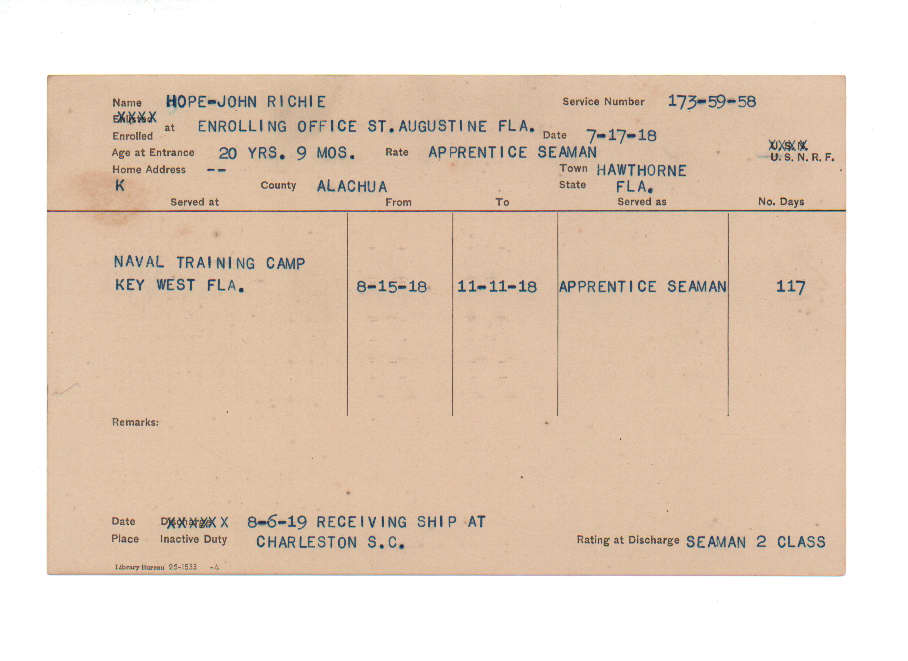 Name HOPE-JOHN RICHIE Service Number 173-59-58
Enrolled at ENROLLING OFFICE ST.AUGUSTINE FLA. Date 7-17-18
Age at Entrance 20 YRS. 9 MOS. Rate APPRENTICE SEAMAN U. S. N. R. F.
Home Address -- Town HAWTHORNE
K County ALACHUA State FLA.
Served at From To Served as No. Days
NAVAL TRAINING CAMP
KEY WEST FLA. 8-15-18 11-11-18 APPRENTICE SEAMAN 117
Remarks:
Date 8-6-19 RECEIVING SHIP AT
Place Inactive Duty CHARLESTON S.C. Rating at Discharge SEAMAN 2 CLASS
Library Bureau 25-1533 -A